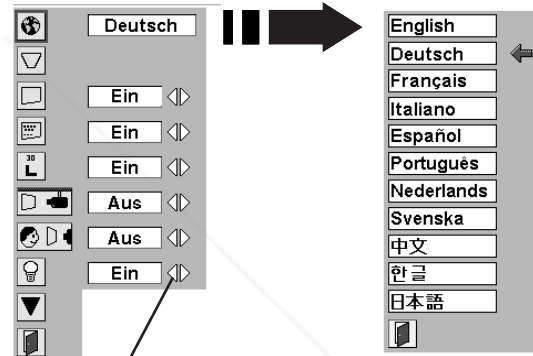 Deutsch
Ein
Ein
30
L
Ein
Aus
Aus
Ein
English
Deutsch
Français
Italiano
Español
Português
Nederlands
Svenska
中文
한글
日本語